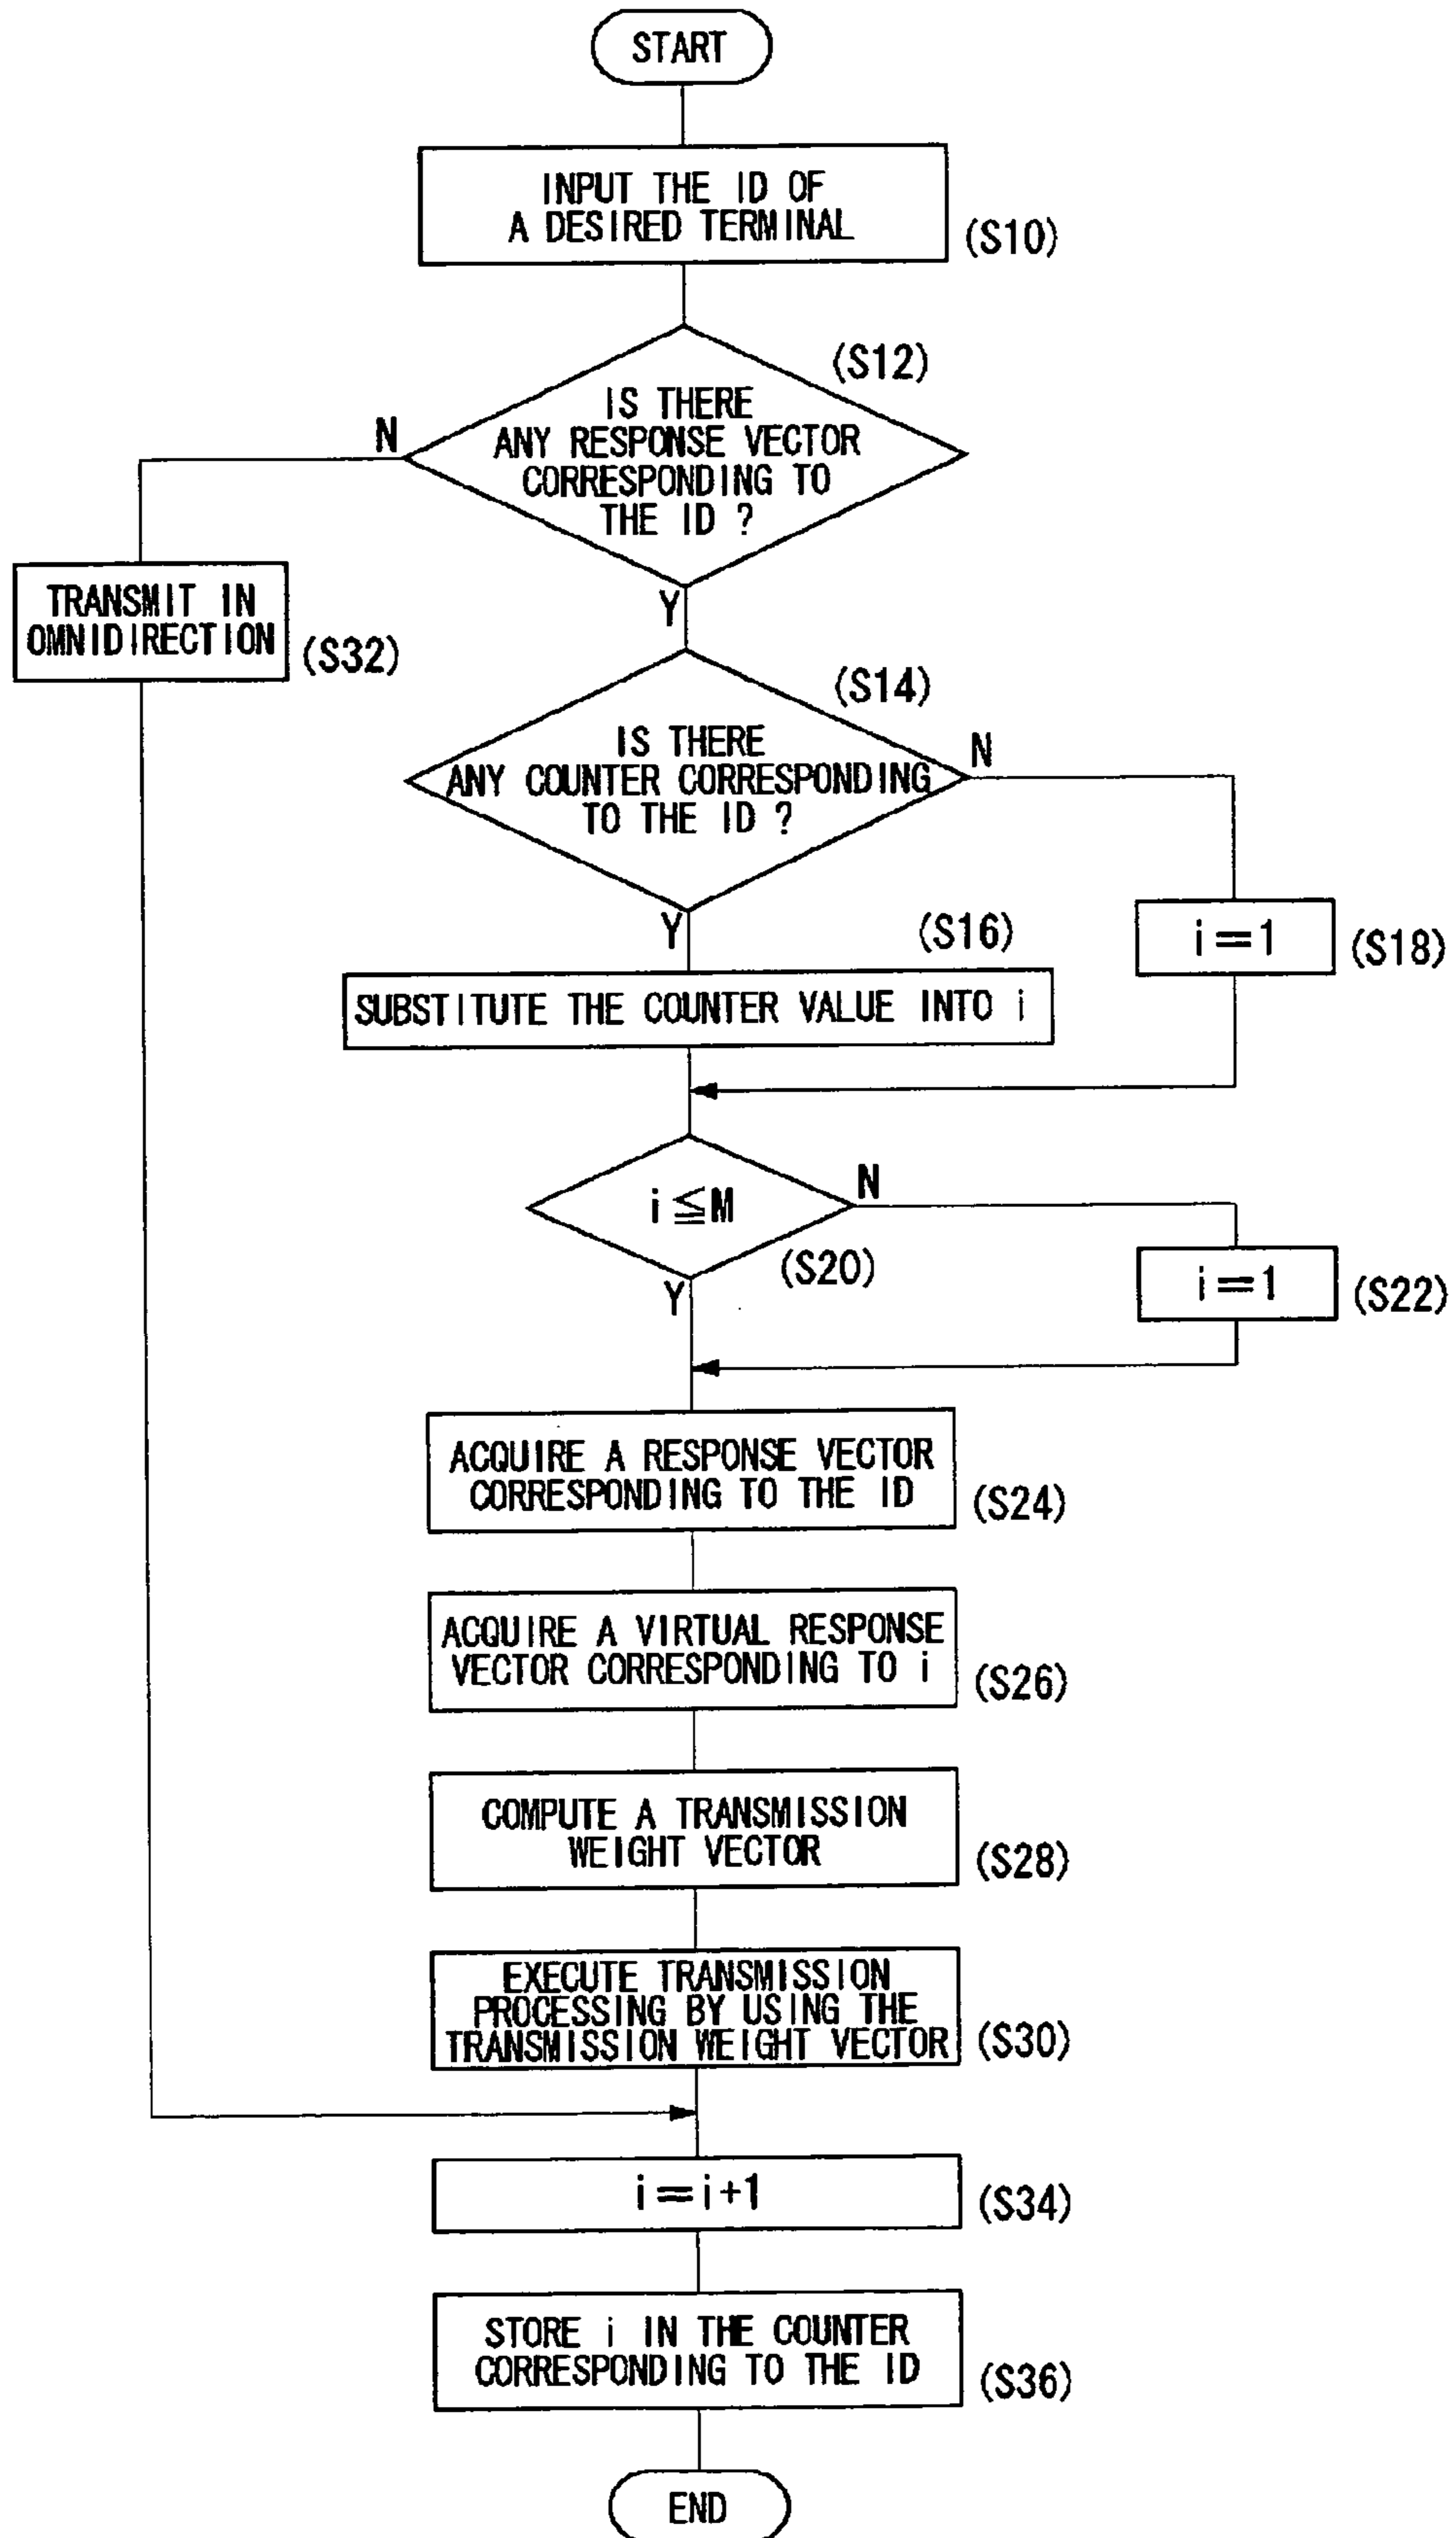 START
INPUT THE ID OF
A DESIRED TERMINAL
(S10)
(S12)
IS THERE
ANY RESPONSE VECTOR
CORRESPONDING TO
THE ID ?
N
Y
TRANSMIT IN
OMNIDIRECTION
(S32)
(S14)
IS THERE
ANY COUNTER CORRESPONDING
TO THE ID ?
N
Y
(S16)
SUBSTITUTE THE COUNTER VALUE INTO i
i=1
(S18)
i≦M
N
(S20)
Y
i=1
(S22)
ACQUIRE A RESPONSE VECTOR
CORRESPONDING TO THE ID
(S24)
ACQUIRE A VIRTUAL RESPONSE
VECTOR CORRESPONDING TO i
(S26)
COMPUTE A TRANSMISSION
WEIGHT VECTOR
(S28)
EXECUTE TRANSMISSION
PROCESSING BY USING THE
TRANSMISSION WEIGHT VECTOR
(S30)
i=i+1
(S34)
STORE i IN THE COUNTER
CORRESPONDING TO THE ID
(S36)
END